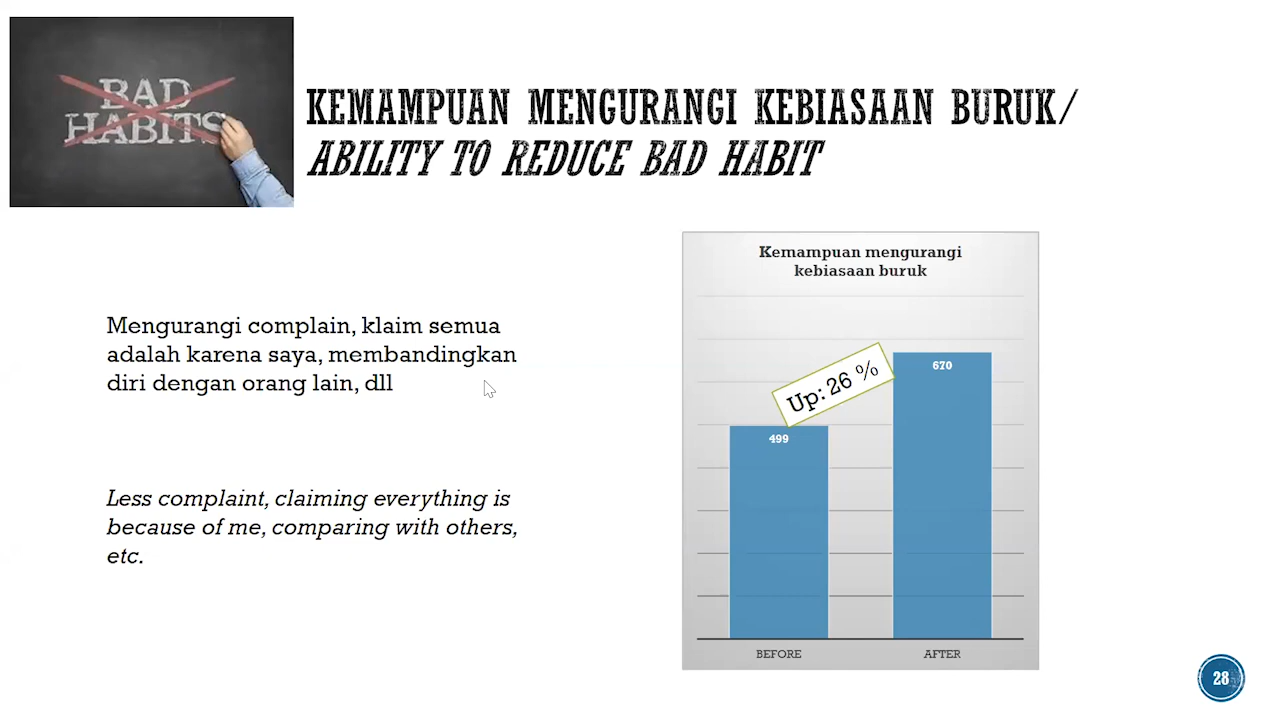 BAD
HABITS
KEMAMPUAN MENGURANGI KEBIASAAN BURUK/
ABILITY TO REDUCE BAD HABIT
Mengurangi complain, klaim semua
adalah karena saya, membandingkan
diri dengan orang lain, dll
Less complaint, claiming everything is
because of me, comparing with others,
etc.
Kemampuan mengurangi
kebiasaan buruk
Up: 26 %
499
670
BEFORE
AFTER
28